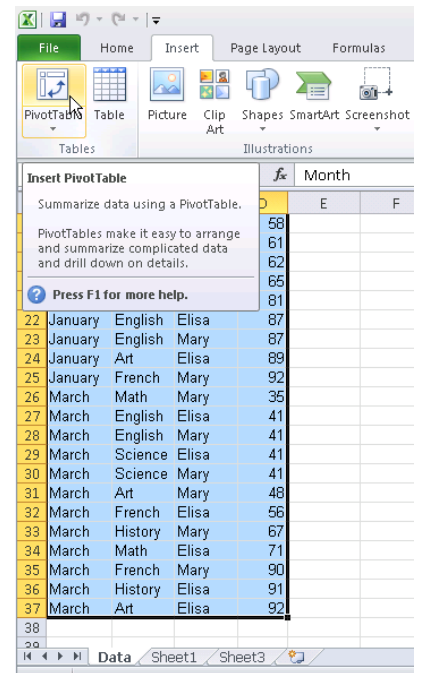 File Home Insert Page Layout Formulas
PivotTable Table Picture Clip Art Shapes SmartArt Screenshot
Tables Illustrations
Insert PivotTable
Summarize data using a PivotTable.
PivotTables make it easy to arrange
and summarize complicated data
and drill down on details.
Press F1 for more help.
fx Month
D E F
58
61
62
65
81
22 January English Elisa 87
23 January English Mary 87
24 January Art Elisa 89
25 January French Mary 92
26 March Math Mary 35
27 March English Elisa 41
28 March English Mary 41
29 March Science Elisa 41
30 March Science Mary 41
31 March Art Mary 48
32 March French Elisa 56
33 March History Mary 67
34 March Math Elisa 71
35 March French Mary 90
36 March History Elisa 91
37 March Art Elisa 92
38
39
Data Sheet1 Sheet3